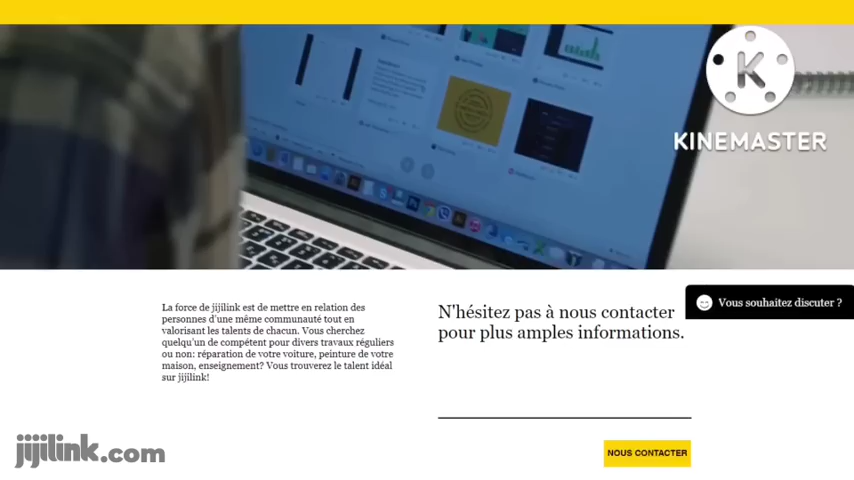 KINEMASTER
La force de jijilink est de mettre en relation des
personnes d'une même communauté tout en
valorisant les talents de chacun. Vous cherchez
quelqu'un de compétent pour divers travaux réguliers
ou non: réparation de votre voiture, peinture de votre
maison, enseignement? Vous trouverez le talent idéal
sur jijilink!
N'hésitez pas à nous contacter
pour plus amples informations.
Vous souhaitez discuter ?
NOUS CONTACTER
jijilink.com